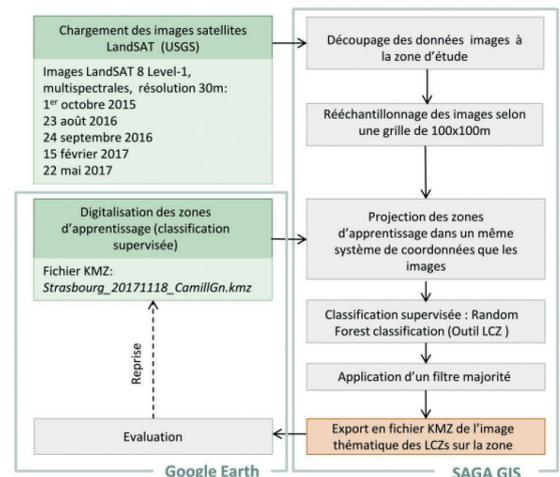 Chargement des images satellites
LandSAT (USGS)
Images LandSAT 8 Level-1,
multispectrales, résolution 30m:
1er octobre 2015
23 août 2016
24 septembre 2016
15 février 2017
22 mai 2017
Digitalisation des zones
d'apprentissage (classification
supervisée)
Fichier KMZ:
Strasbourg_20171118_CamillGn.kmz
Reprise
Evaluation
Google Earth
Découpage des données images à
la zone d'étude
Rééchantillonnage des images selon
une grille de 100x100m
Projection des zones
d'apprentissage dans un même
système de coordonnées que les
images
Classification supervisée : Random
Forest classification (Outil LCZ )
Application d'un filtre majorité
Export en fichier KMZ de l'image
thématique des LCZs sur la zone
SAGA GIS